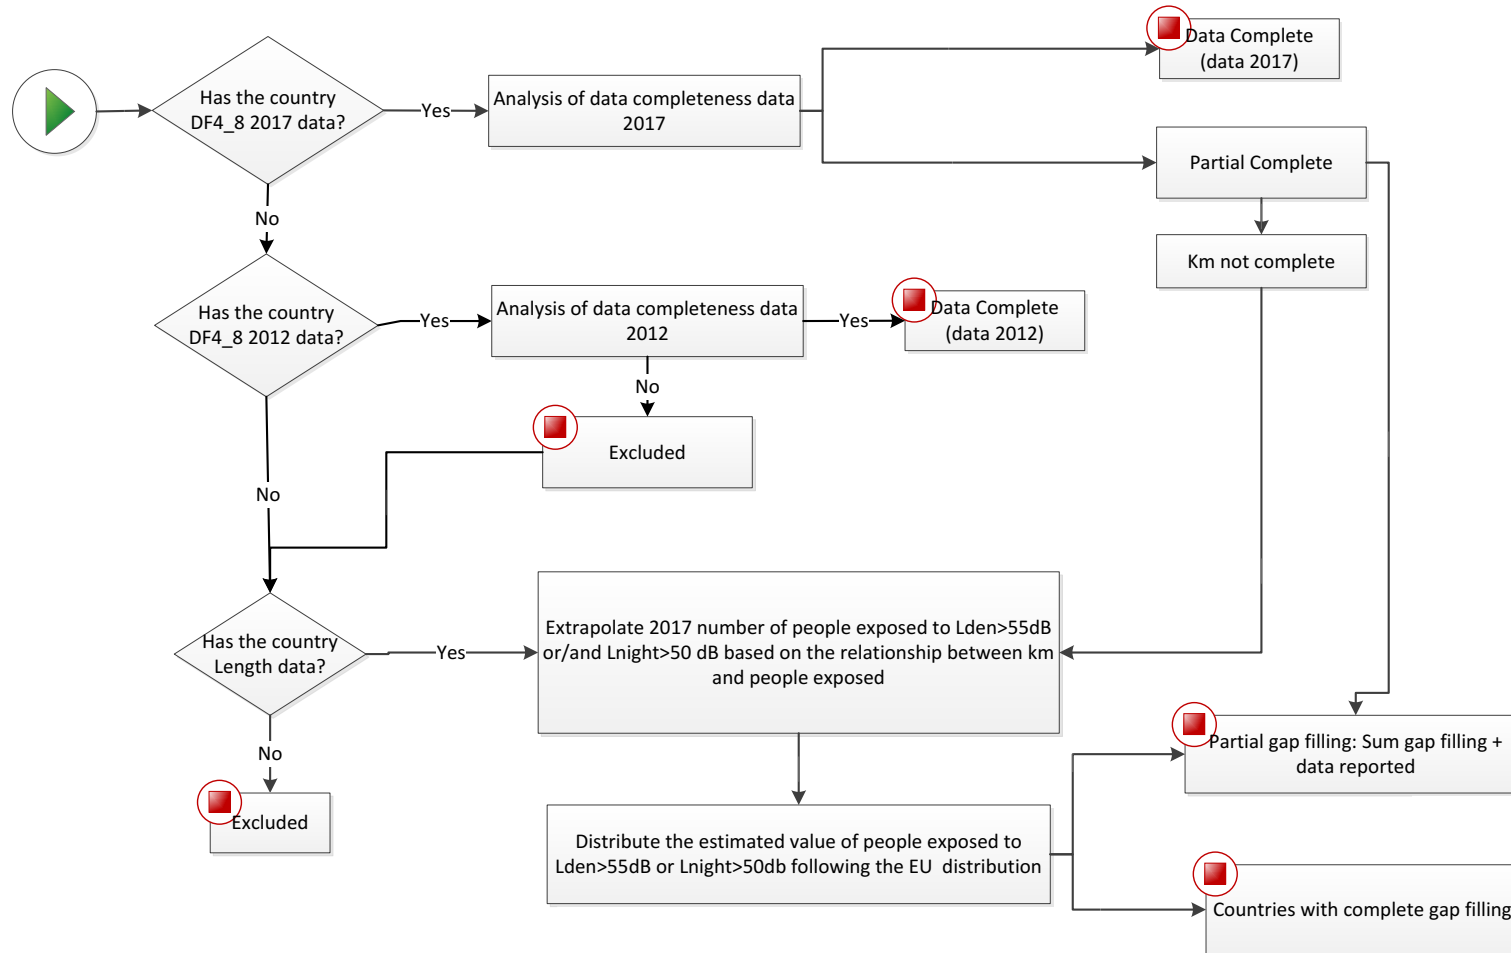 Has the country
DF4_8 2017 data?
Yes
Analysis of data completeness data
2017
Data Complete
(data 2017)
Partial Complete
Km not complete
No
Has the country
DF4_8 2012 data?
Yes
Analysis of data completeness data
2012
Yes
Data Complete
(data 2012)
No
Excluded
No
Has the country
Length data?
Yes
Extrapolate 2017 number of people exposed to Lden>55dB
or/and Lnight>50 dB based on the relationship between km
and people exposed
No
Excluded
Distribute the estimated value of people exposed to
Lden>55dB or Lnight>50db following the EU distribution
Partial gap filling: Sum gap filling +
data reported
Countries with complete gap filling